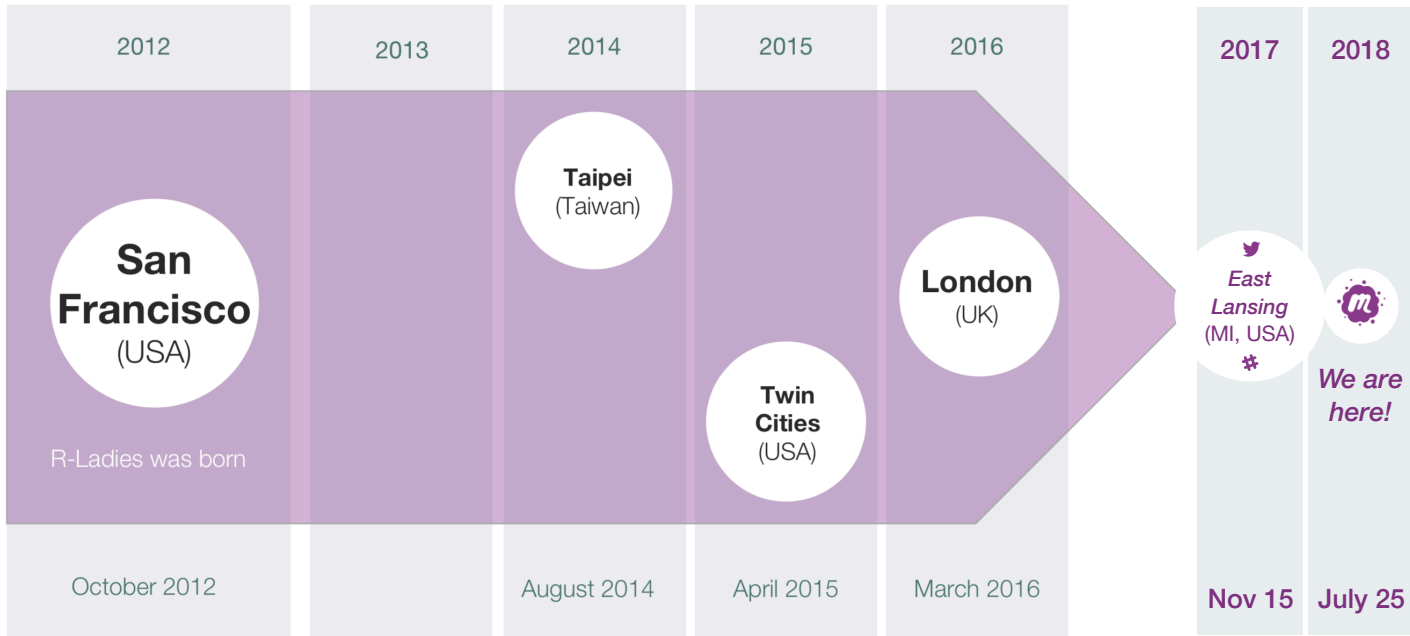 2012
2013
2014
2015
2016
2017
2018
San
Francisco
(USA)
R-Ladies was born
Taipei
(Taiwan)
Twin
Cities
(USA)
London
(UK)
East
Lansing
(MI, USA)
m
We are
here!
October 2012
August 2014
April 2015
March 2016
Nov 15
July 25